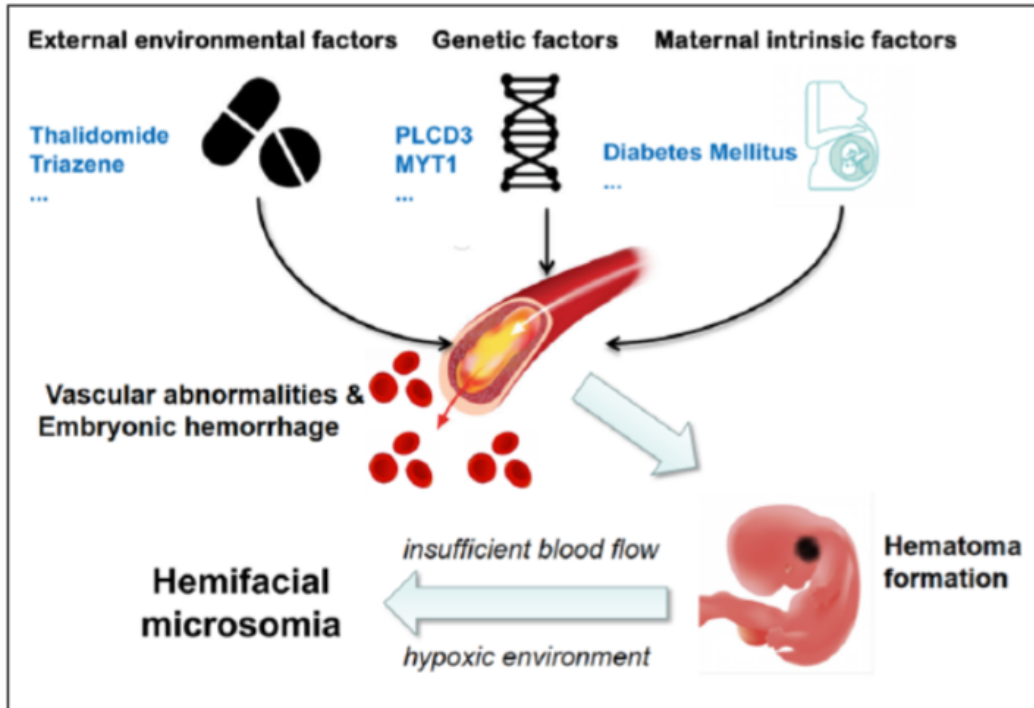 External environmental factors
Genetic factors
Maternal intrinsic factors
Thalidomide
Triazene
...
PLCD3
MYT1
...
Diabetes Mellitus
...
Vascular abnormalities &
Embryonic hemorrhage
Hematoma
formation
insufficient blood flow
hypoxic environment
Hemifacial
microsomia